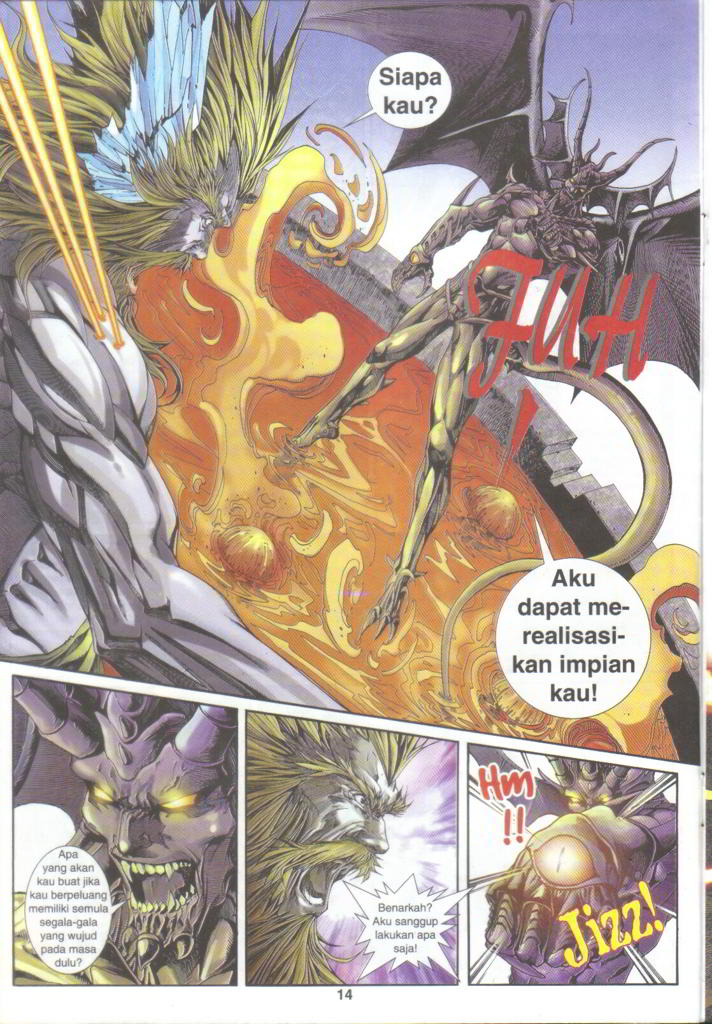 Siapa
kau?
FUH
!
Aku
dapat me-
realisasi-
kan impian
kau!
Apa
yang akan
kau buat jika
kau berpeluang
memiliki semula
segala-gala
yang wujud
pada masa
dulu?
Benarkah?
Aku sanggup
lakukan apa
saja!
Hm
!!
Jizz!
14